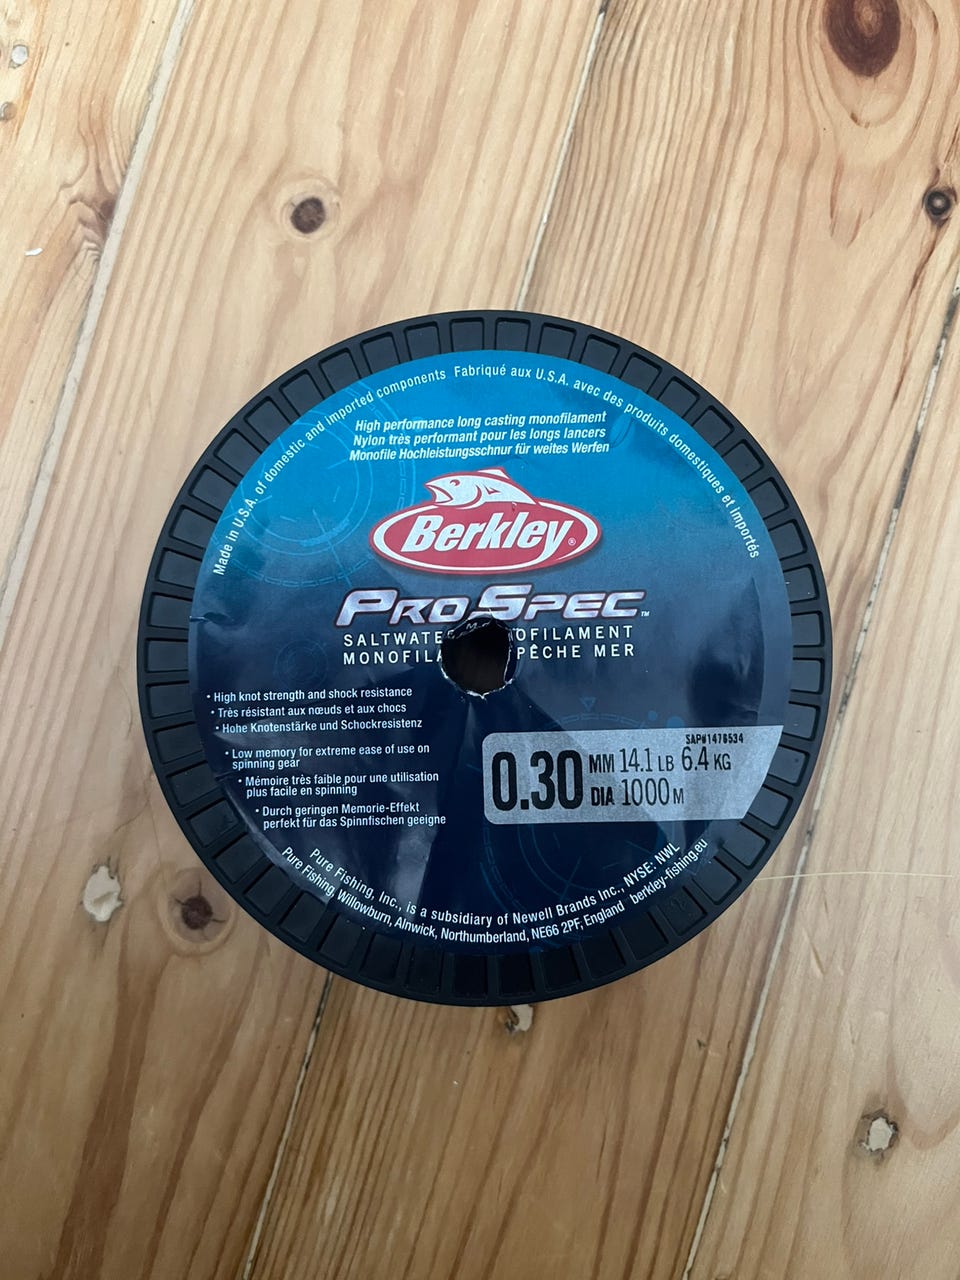 Made in U.S.A. of domestic and imported components Fabriqué aux U.S.A. avec des produits domestiques et importés
High performance long casting monofilament
Nylon très performant pour les longs lancers
Monofile Hochleistungsschnur für weites Werfen
Berkley®
PRO SPEC™
SALTWATER MONOFILAMENT
PÊCHE MER
• High knot strength and shock resistance
• Très résistant aux nœuds et aux chocs
• Hohe Knotenstärke und Schockresistenz
• Low memory for extreme ease of use on
spinning gear
• Mémoire très faible pour une utilisation
plus facile en spinning
• Durch geringen Memorie-Effekt
perfekt für das Spinnfischen geeigne
SAP#1476534
0.30 MM 14.1 LB 6.4 KG
DIA 1000 M
Pure Fishing, Inc., is a subsidiary of Newell Brands Inc., NYSE: NWL
Pure Fishing, Willowburn, Alnwick, Northumberland, NE66 2PF, England berkley-fishing.eu